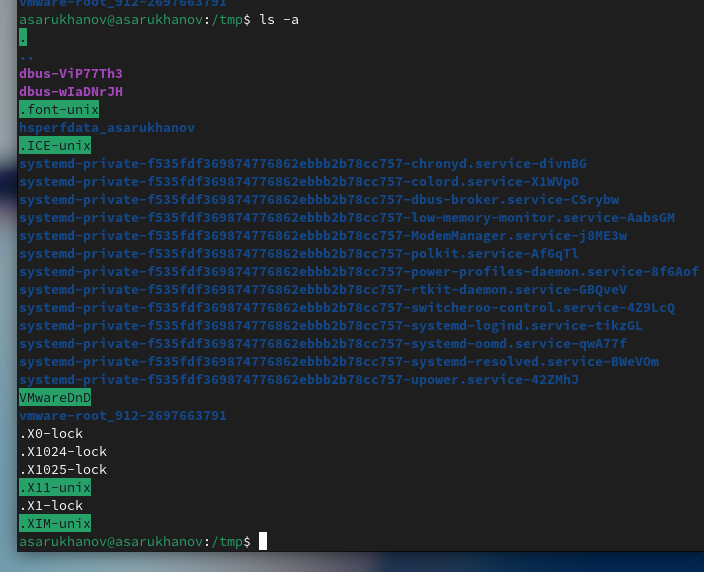 vmware-root_912-2697663791
asarukhanov@asarukhanov:/tmp$ ls -a
.
..
dbus-ViP77Th3
dbus-wIaDNrJH
.font-unix
hsperfdata_asarukhanov
.ICE-unix
systemd-private-f535fdf369874776862ebbb2b78cc757-chronyd.service-divnBG
systemd-private-f535fdf369874776862ebbb2b78cc757-colord.service-X1WVpO
systemd-private-f535fdf369874776862ebbb2b78cc757-dbus-broker.service-CSrybw
systemd-private-f535fdf369874776862ebbb2b78cc757-low-memory-monitor.service-AabsGM
systemd-private-f535fdf369874776862ebbb2b78cc757-ModemManager.service-j8ME3w
systemd-private-f535fdf369874776862ebbb2b78cc757-polkit.service-Af6qTl
systemd-private-f535fdf369874776862ebbb2b78cc757-power-profiles-daemon.service-8f6Aof
systemd-private-f535fdf369874776862ebbb2b78cc757-rtkit-daemon.service-GBQveV
systemd-private-f535fdf369874776862ebbb2b78cc757-switcheroo-control.service-4Z9LcQ
systemd-private-f535fdf369874776862ebbb2b78cc757-systemd-logind.service-tikzGL
systemd-private-f535fdf369874776862ebbb2b78cc757-systemd-oomd.service-qwA77f
systemd-private-f535fdf369874776862ebbb2b78cc757-systemd-resolved.service-BWeVOm
systemd-private-f535fdf369874776862ebbb2b78cc757-upower.service-42ZMhJ
VMwareDnD
vmware-root_912-2697663791
.X0-lock
.X1024-lock
.X1025-lock
.X11-unix
.X1-lock
.XIM-unix
asarukhanov@asarukhanov:/tmp$